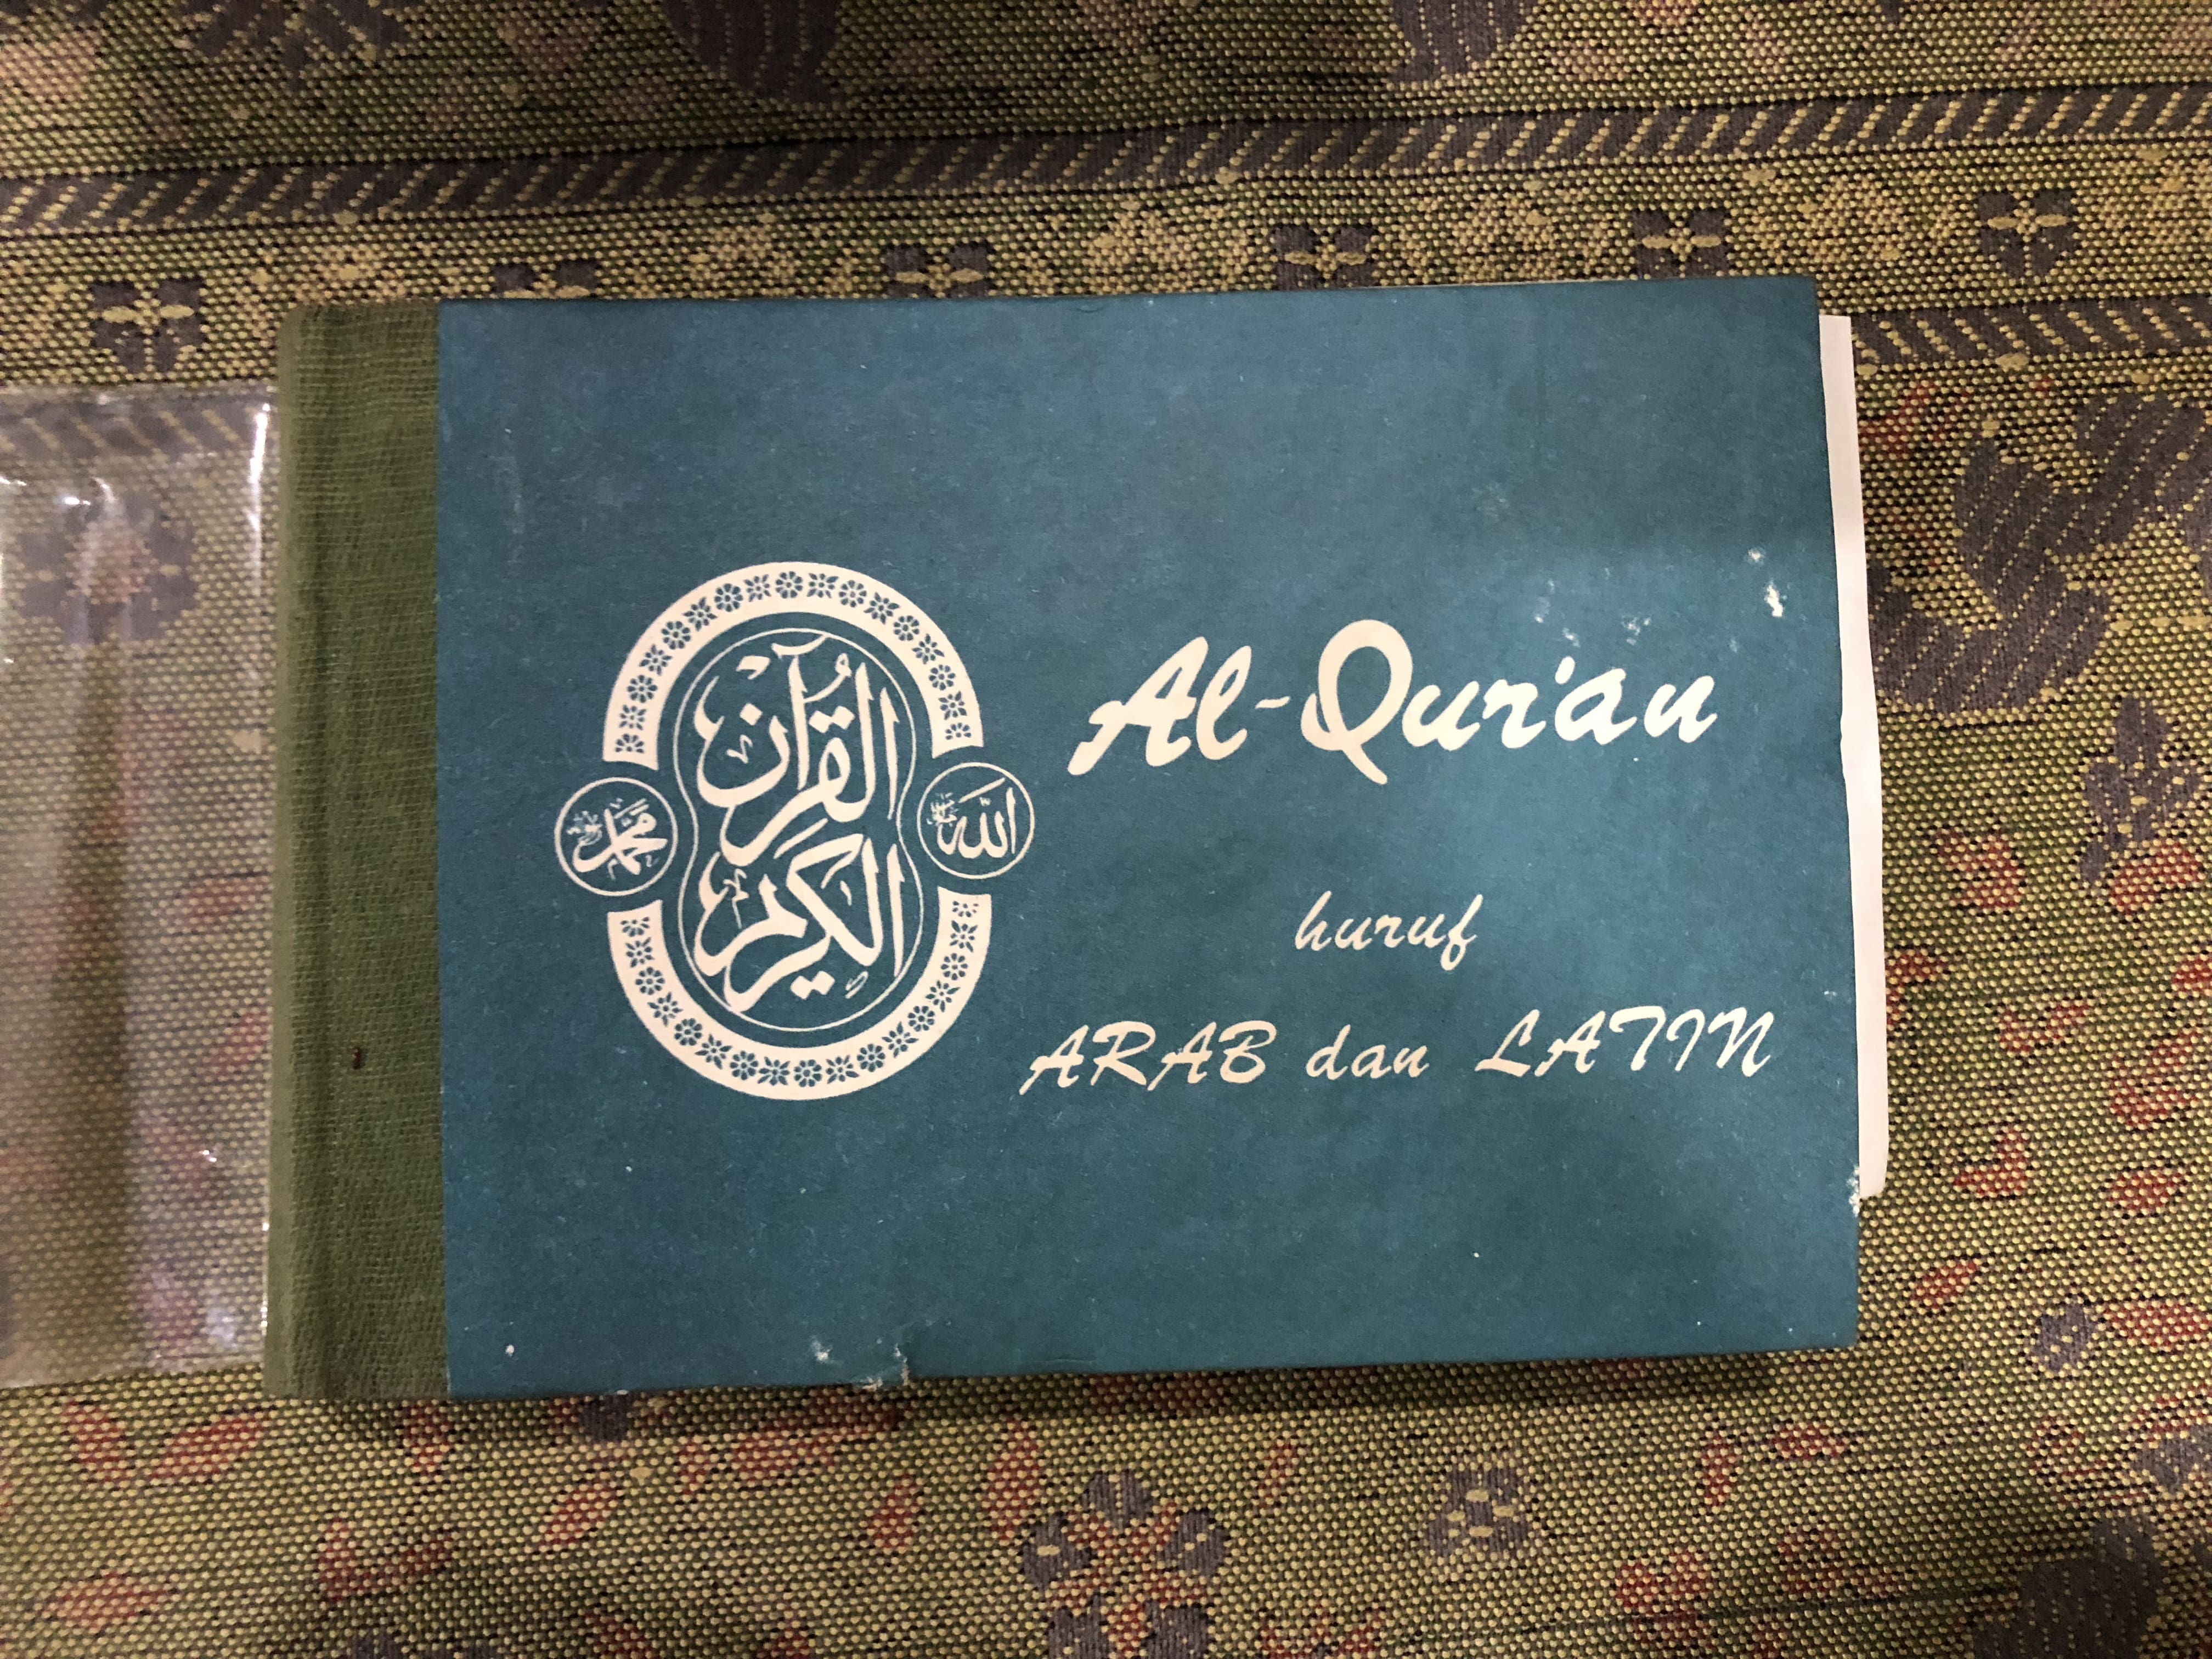 القرآن
الكريم
محمد
الله
Al-Qur'an
huruf
ARAB dan LATIN